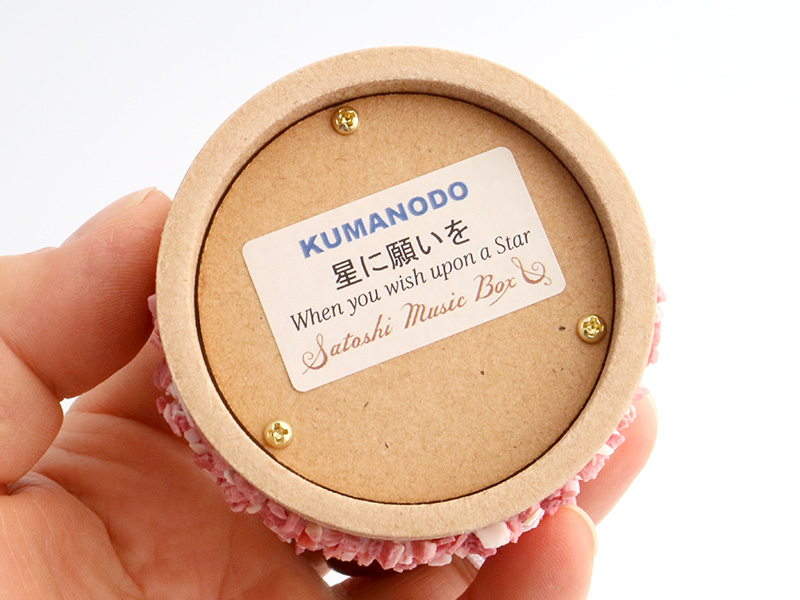 KUMANODO
星に願いを
When you wish upon a Star
Satoshi Music Box